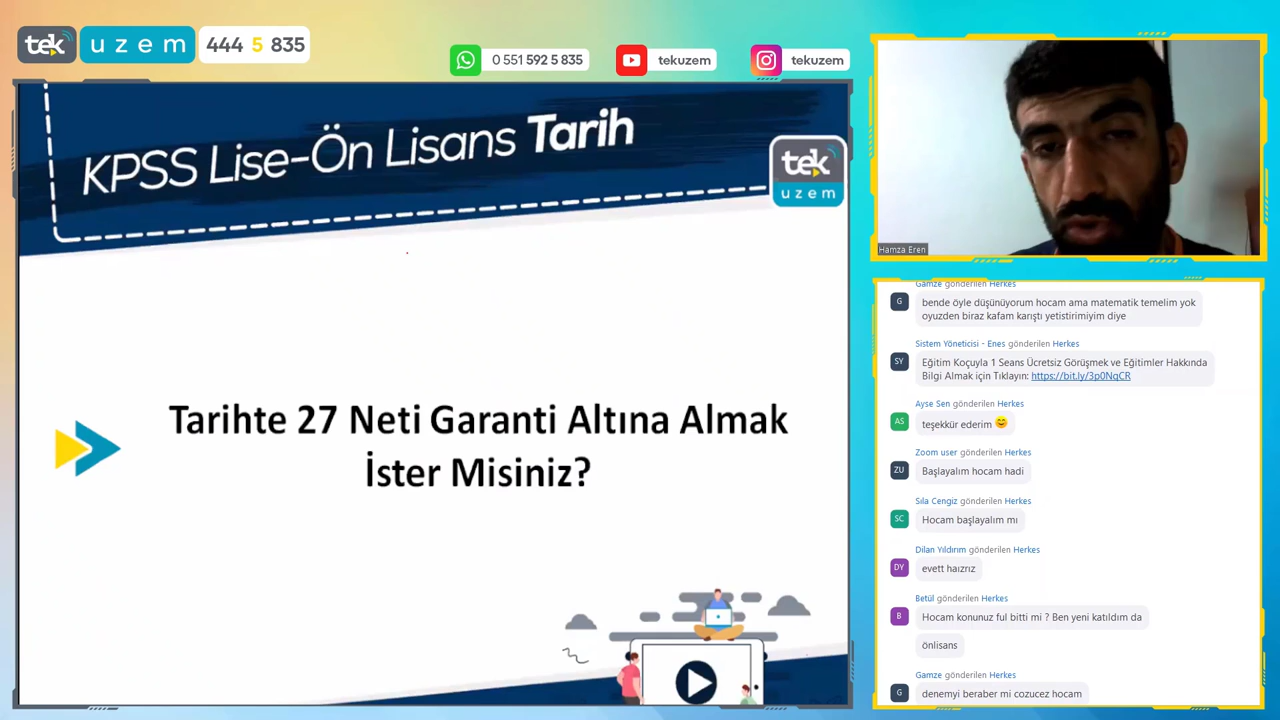 tek
uzem
444 5 835
0 551 592 5 835
tekuzem
tekuzem
KPSS Lise-Ön Lisans Tarih
tek
uzem
Tarihte 27 Neti Garanti Altına Almak
İster Misiniz?
Hamza Eren
Gamze gönderilen Herkes
G
bende öyle düşünüyorum hocam ama matematik temelim yok
oyuzden biraz kafam karıştı yetistirimiyim diye
Sistem Yöneticisi - Enes gönderilen Herkes
SY
Eğitim Koçuyla 1 Seans Ücretsiz Görüşmek ve Eğitimler Hakkında
Bilgi Almak için Tıklayın: https://bit.ly/3p0NqCR
Ayse Sen gönderilen Herkes
AS
teşekkür ederim
Zoom user gönderilen Herkes
ZU
Başlayalım hocam hadi
Sıla Cengiz gönderilen Herkes
SC
Hocam başlayalım mı
Dilan Yıldırım gönderilen Herkes
DY
evett haızrız
Betül gönderilen Herkes
B
Hocam konunuz ful bitti mi ? Ben yeni katıldım da
önlisans
Gamze gönderilen Herkes
G
denemyi beraber mi cozucez hocam